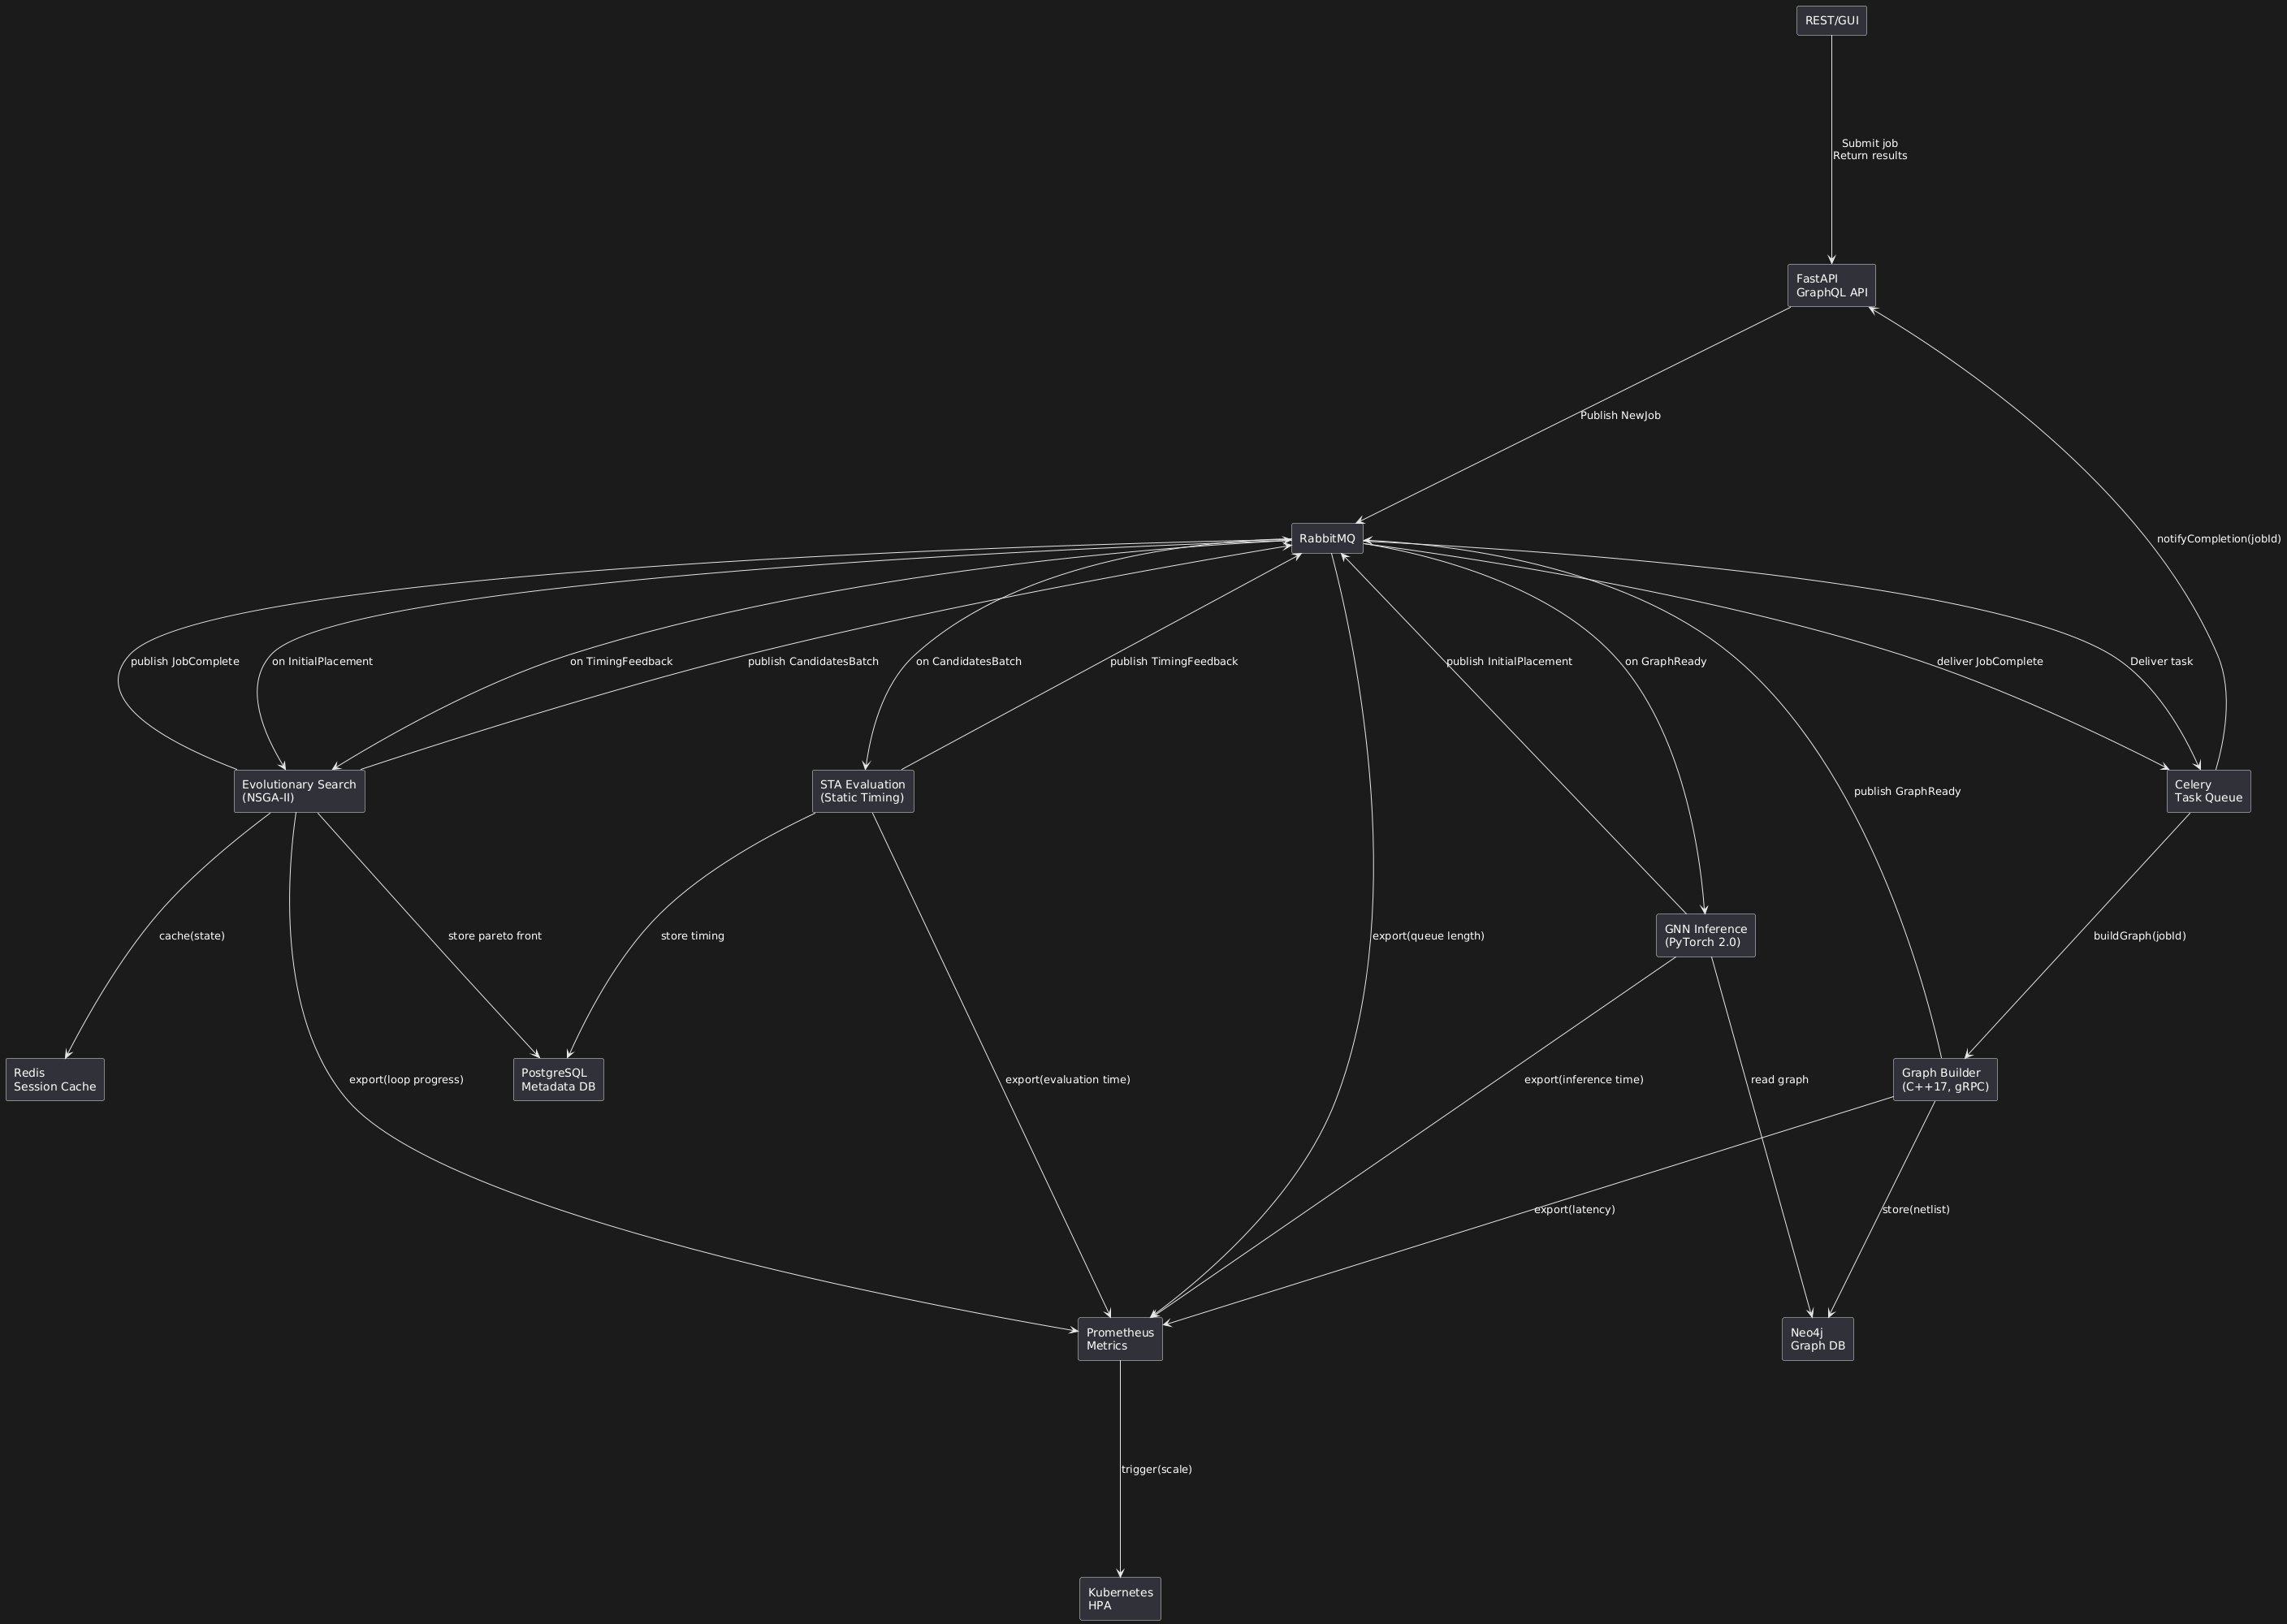 REST/GUI
Submit job
Return results
FastAPI
GraphQL API
Publish NewJob
notifyCompletion(jobId)
RabbitMQ
publish JobComplete
on InitialPlacement
on TimingFeedback
publish CandidatesBatch
on CandidatesBatch
publish TimingFeedback
publish InitialPlacement
on GraphReady
deliver JobComplete
Deliver task
Evolutionary Search
(NSGA-II)
STA Evaluation
(Static Timing)
publish GraphReady
Celery
Task Queue
cache(state)
store pareto front
store timing
export(queue length)
GNN Inference
(PyTorch 2.0)
buildGraph(jobId)
Redis
Session Cache
export(loop progress)
PostgreSQL
Metadata DB
export(evaluation time)
export(inference time)
read graph
Graph Builder
(C++17, gRPC)
export(latency)
store(netlist)
Prometheus
Metrics
Neo4j
Graph DB
trigger(scale)
Kubernetes
HPA